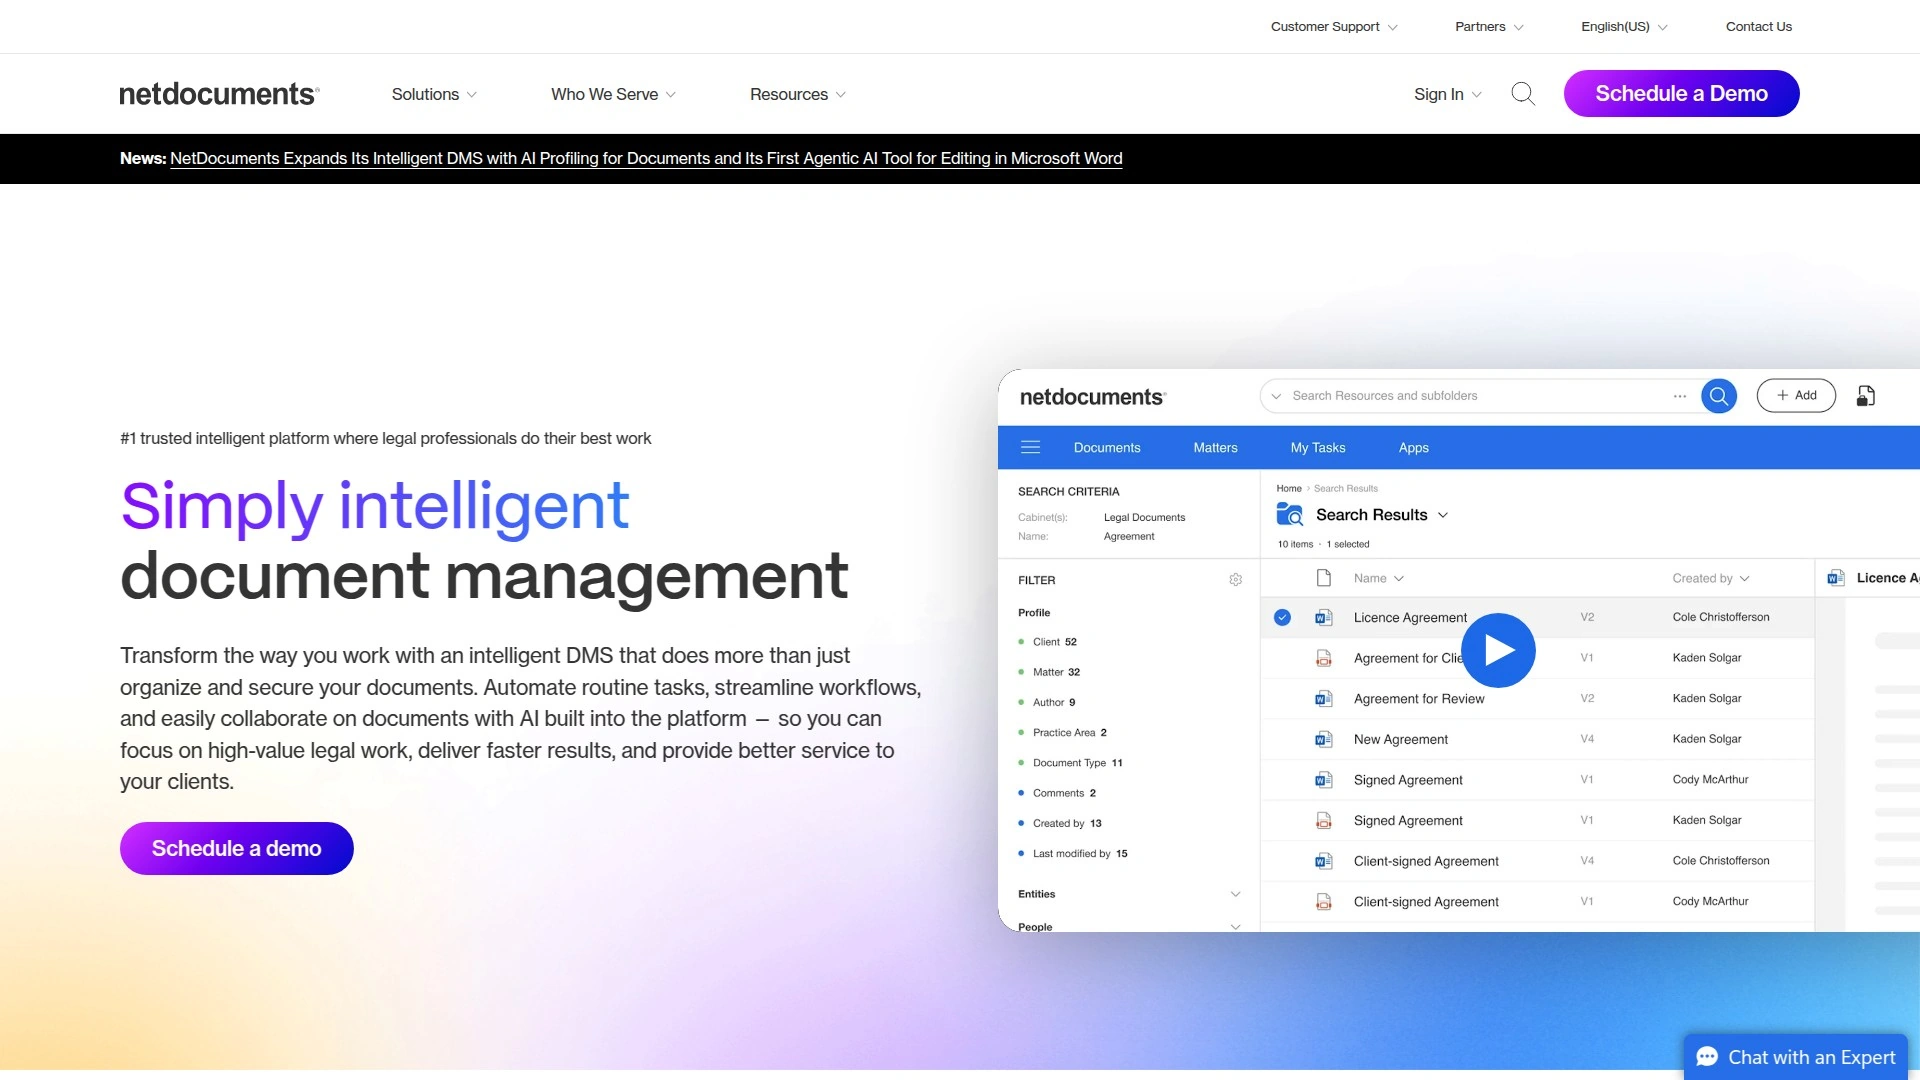 Customer Support
Partners
English(US)
Contact Us
netdocuments
Solutions
Who We Serve
Resources
Sign In
Schedule a Demo
News: NetDocuments Expands Its Intelligent DMS with AI Profiling for Documents and Its First Agentic AI Tool for Editing in Microsoft Word
#1 trusted intelligent platform where legal professionals do their best work
Simply intelligent
document management
Transform the way you work with an intelligent DMS that does more than just
organize and secure your documents. Automate routine tasks, streamline workflows,
and easily collaborate on documents with AI built into the platform – so you can
focus on high-value legal work, deliver faster results, and provide better service to
your clients.
Schedule a demo
netdocuments
Search Resources and subfolders
+ Add
Documents
Matters
My Tasks
Apps
SEARCH CRITERIA
Cabinet(s): Legal Documents
Name: Agreement
FILTER
Profile
Client 52
Matter 32
Author 9
Practice Area 2
Document Type 11
Comments 2
Created by 13
Last modified by 15
Entities
People
Home > Search Results
Search Results
10 items · 1 selected
Name Created by
Licence Agreement V2 Cole Christofferson
Agreement for Clie V1 Kaden Solgar
Agreement for Review V2 Kaden Solgar
New Agreement V4 Kaden Solgar
Signed Agreement V1 Cody McArthur
Signed Agreement V1 Kaden Solgar
Client-signed Agreement V4 Cole Christofferson
Client-signed Agreement V1 Cody McArthur
Licence A
Chat with an Expert